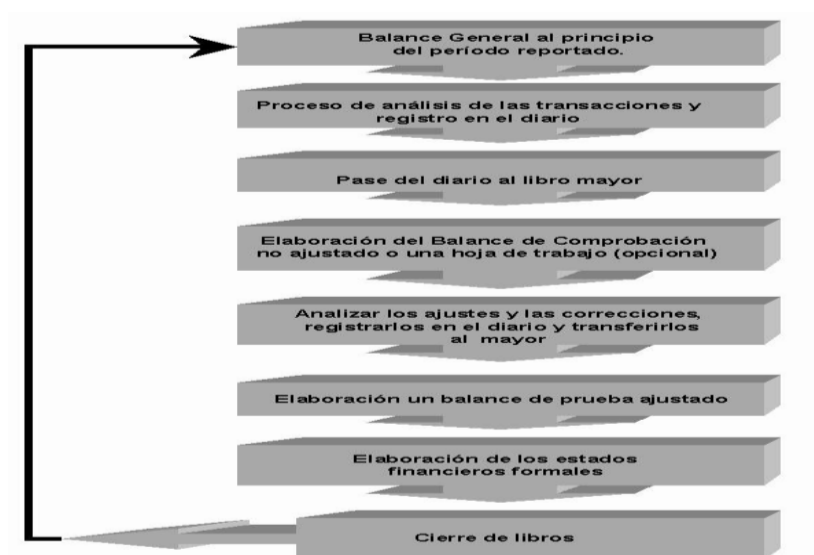 Balance General al principio
del período reportado.
Proceso de análisis de las transacciones y
registro en el diario
Pase del diario al libro mayor
Elaboración del Balance de Comprobación
no ajustado o una hoja de trabajo (opcional)
Analizar los ajustes y las correcciones,
registrarlos en el diario y transferirlos
al mayor
Elaboración un balance de prueba ajustado
Elaboración de los estados
financieros formales
Cierre de libros